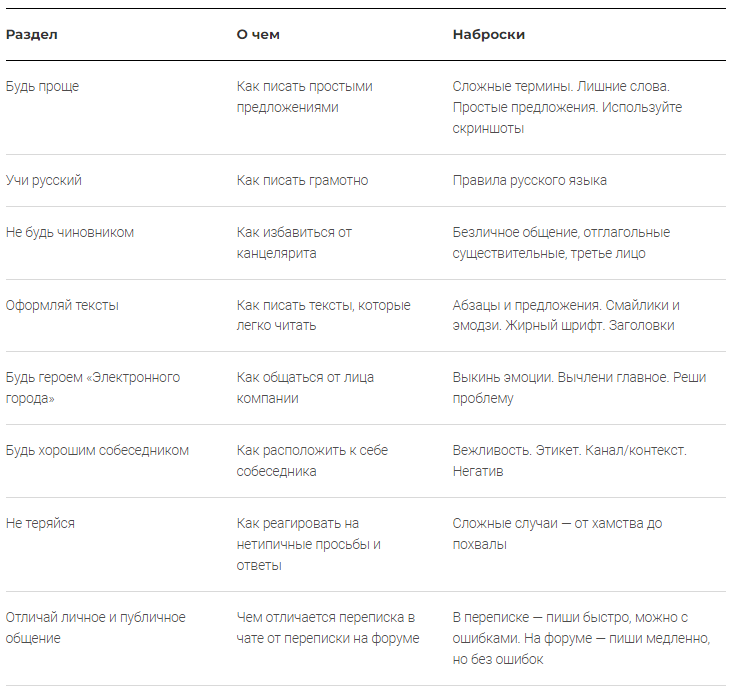 Раздел О чем Наброски
Будь проще Как писать простыми предложениями Сложные термины. Лишние слова. Простые предложения. Используйте скриншоты
Учи русский Как писать грамотно Правила русского языка
Не будь чиновником Как избавиться от канцелярита Безличное общение, отглагольные существительные, третье лицо
Оформляй тексты Как писать тексты, которые легко читать Абзацы и предложения. Смайлики и эмодзи. Жирный шрифт. Заголовки
Будь героем «Электронного города» Как общаться от лица компании Выкинь эмоции. Вычлени главное. Реши проблему
Будь хорошим собеседником Как расположить к себе собеседника Вежливость. Этикет. Канал/контекст. Негатив
Не теряйся Как реагировать на нетипичные просьбы и ответы Сложные случаи — от хамства до похвалы
Отличай личное и публичное общение Чем отличается переписка в чате от переписки на форуме В переписке — пиши быстро, можно с ошибками. На форуме — пиши медленно, но без ошибок